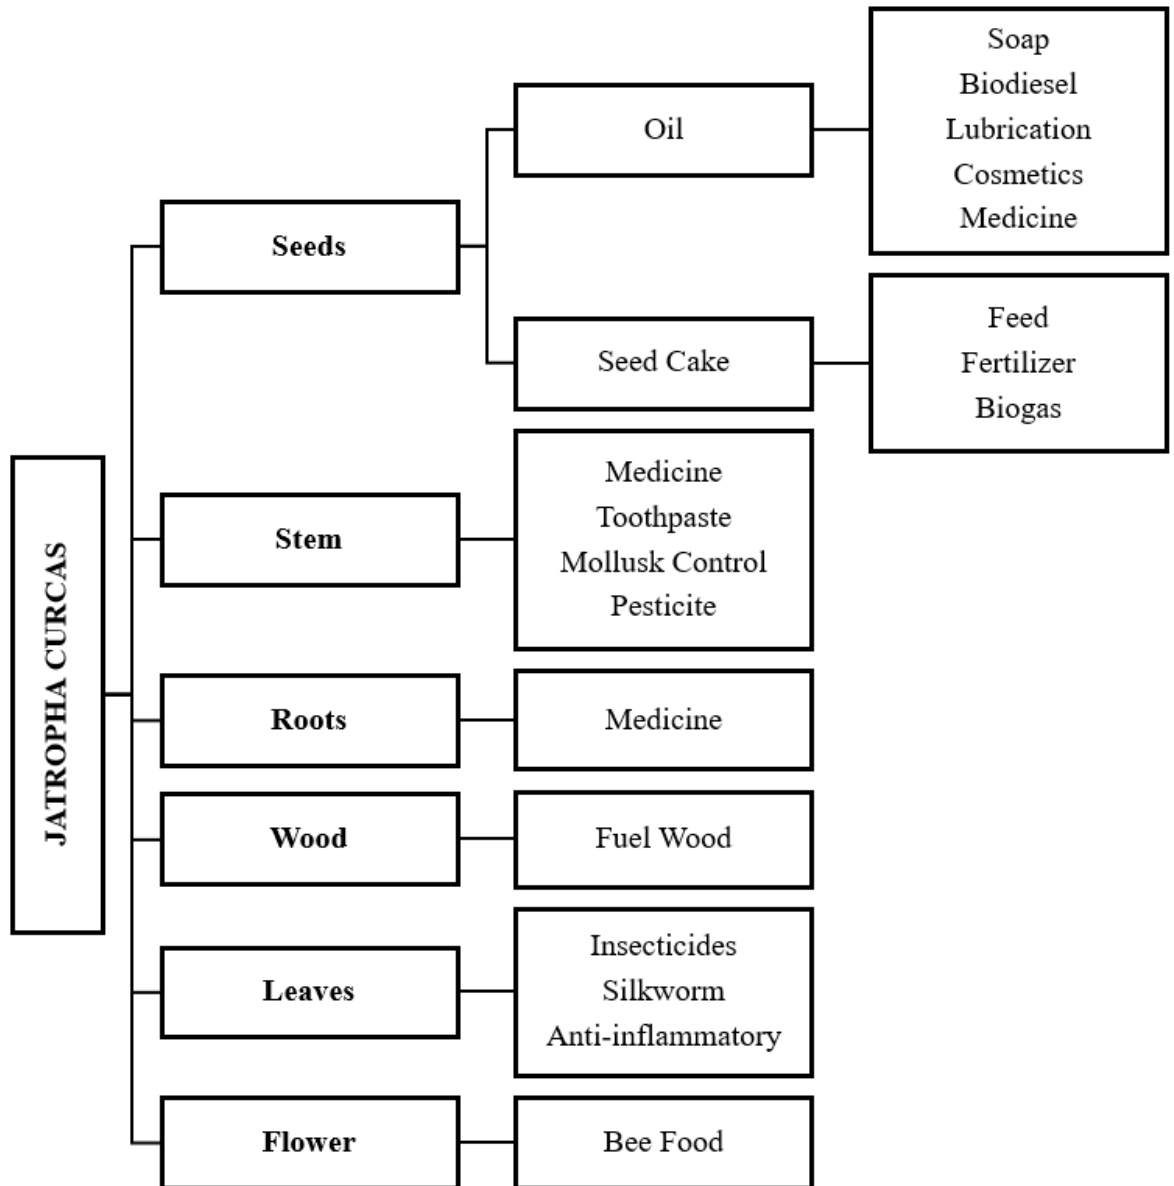 JATROPHA CURCAS
Seeds
Oil
Soap
Biodiesel
Lubrication
Cosmetics
Medicine
Seed Cake
Feed
Fertilizer
Biogas
Stem
Medicine
Toothpaste
Mollusk Control
Pesticite
Roots
Medicine
Wood
Fuel Wood
Leaves
Insecticides
Silkworm
Anti-inflammatory
Flower
Bee Food